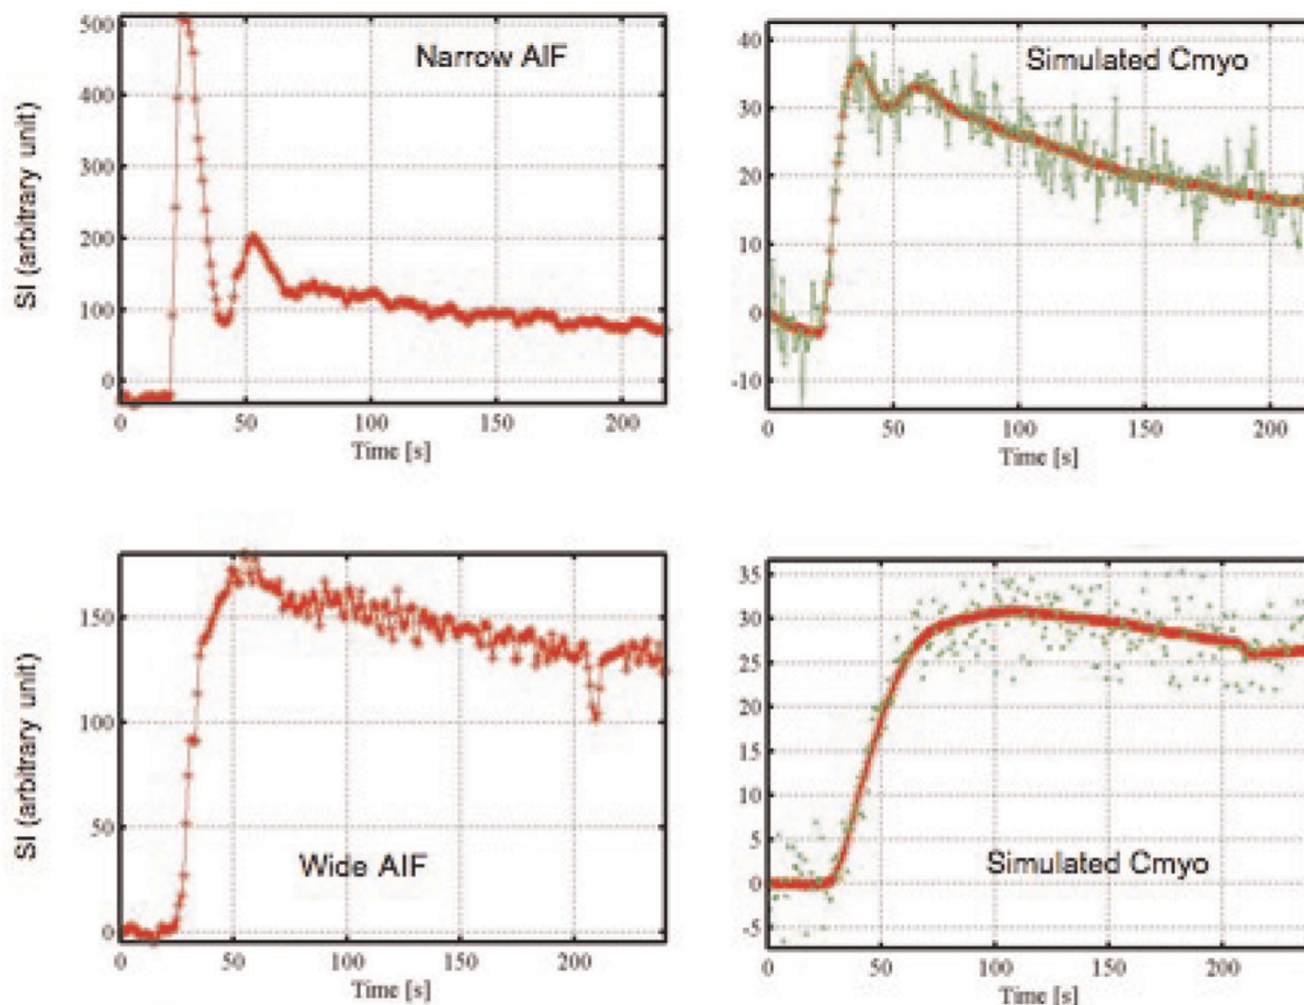 500
400
300
200
100
0
SI (arbitrary unit)
Narrow AIF
0 50 100 150 200
Time [s]
40
30
20
10
0
-10
Simulated Cmyo
0 50 100 150 200
Time [s]
150
100
50
0
SI (arbitrary unit)
Wide AIF
0 50 100 150 200
Time [s]
35
30
25
20
15
10
5
0
-5
Simulated Cmyo
0 50 100 150 200
Time [s]